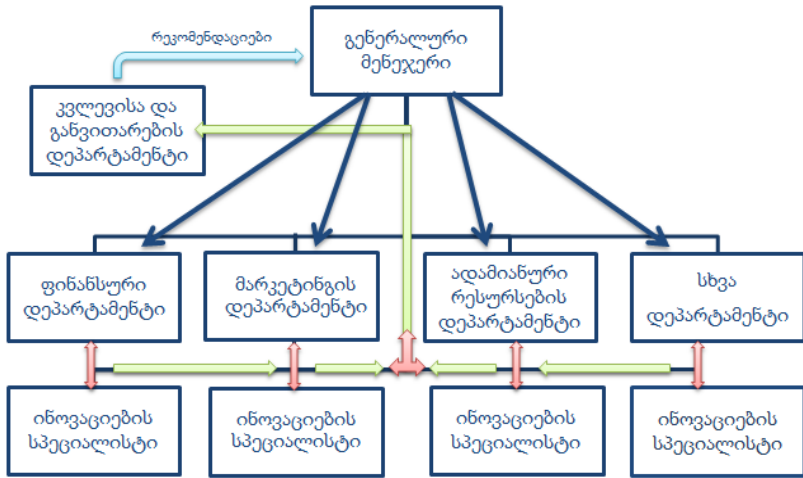 რეკომენდაციები
გენერალური
მენეჯერი
კვლევისა და
განვითარების
დეპარტამენტი
ფინანსური
დეპარტამენტი
მარკეტინგის
დეპარტამენტი
ადამიანური
რესურსების
დეპარტამენტი
სხვა
დეპარტამენტი
ინოვაციების
სპეციალისტი
ინოვაციების
სპეციალისტი
ინოვაციების
სპეციალისტი
ინოვაციების
სპეციალისტი